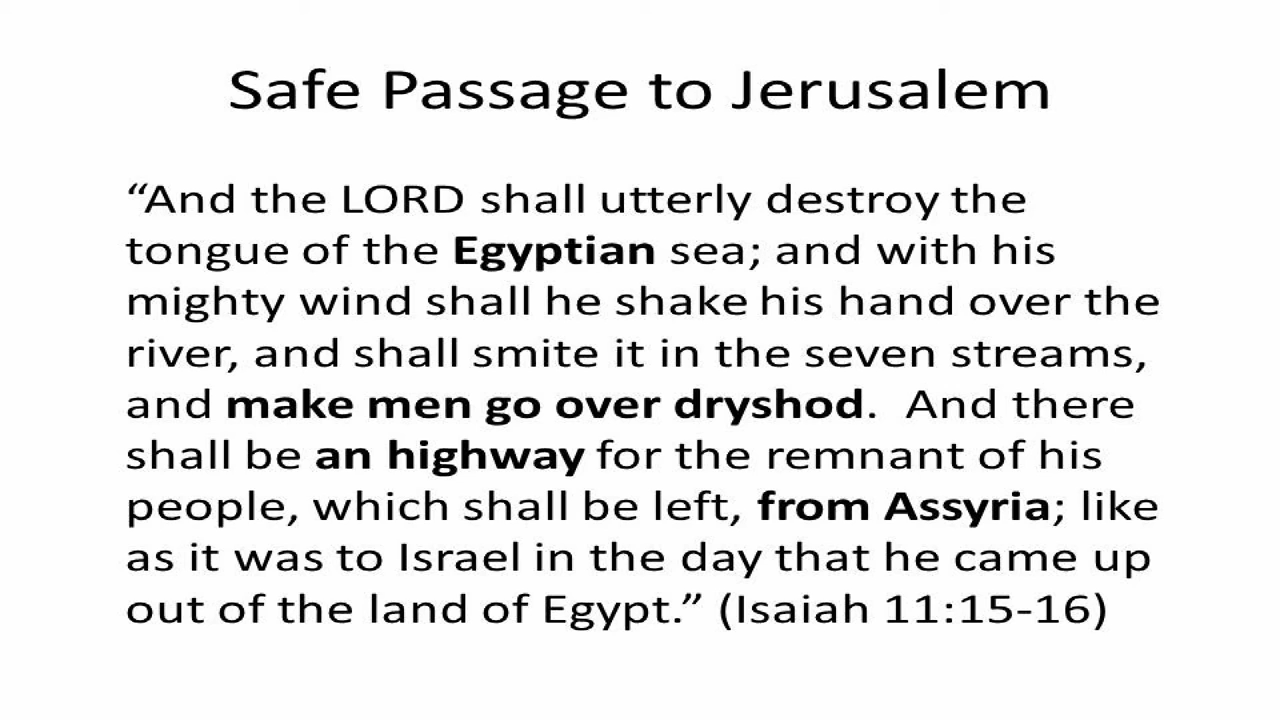 Safe Passage to Jerusalem
“And the LORD shall utterly destroy the
tongue of the Egyptian sea; and with his
mighty wind shall he shake his hand over the
river, and shall smite it in the seven streams,
and make men go over dryshod.  And there
shall be an highway for the remnant of his
people, which shall be left, from Assyria; like
as it was to Israel in the day that he came up
out of the land of Egypt.” (Isaiah 11:15-16)